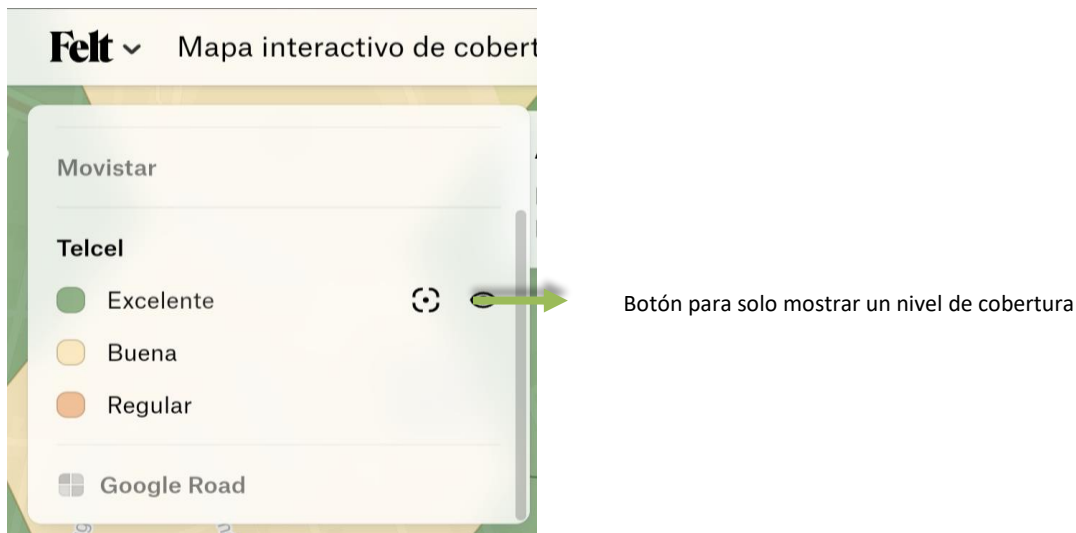 Felt Mapa interactivo de cobert
Movistar
Telcel
Excelente
Botón para solo mostrar un nivel de cobertura
Buena
Regular
Google Road